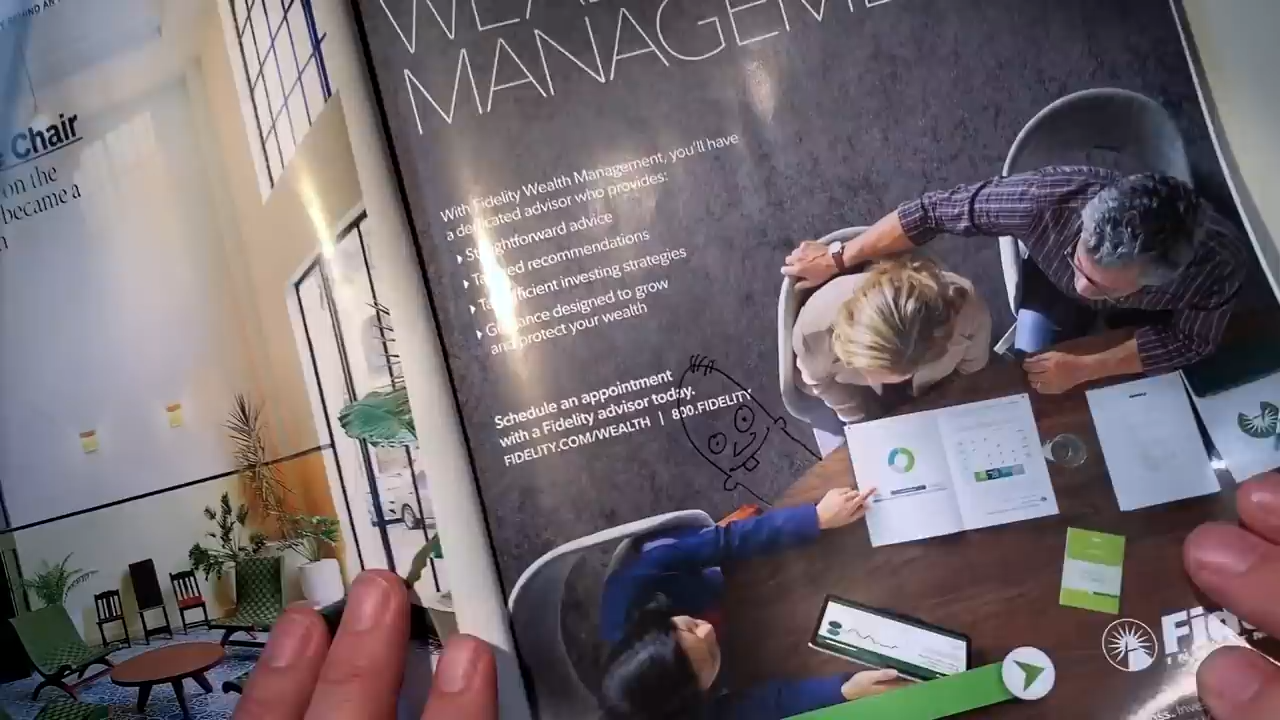 e Chair
on the
became a
MANAGEME
With Fidelity Wealth Management, you'll have
a dedicated advisor who provides:
Straightforward advice
recommendations
investing strategies
Guidance designed to grow
and protect your wealth
Schedule an appointment
with a Fidelity advisor today.
FIDELITY.COM/WEALTH | 800.FIDELITY